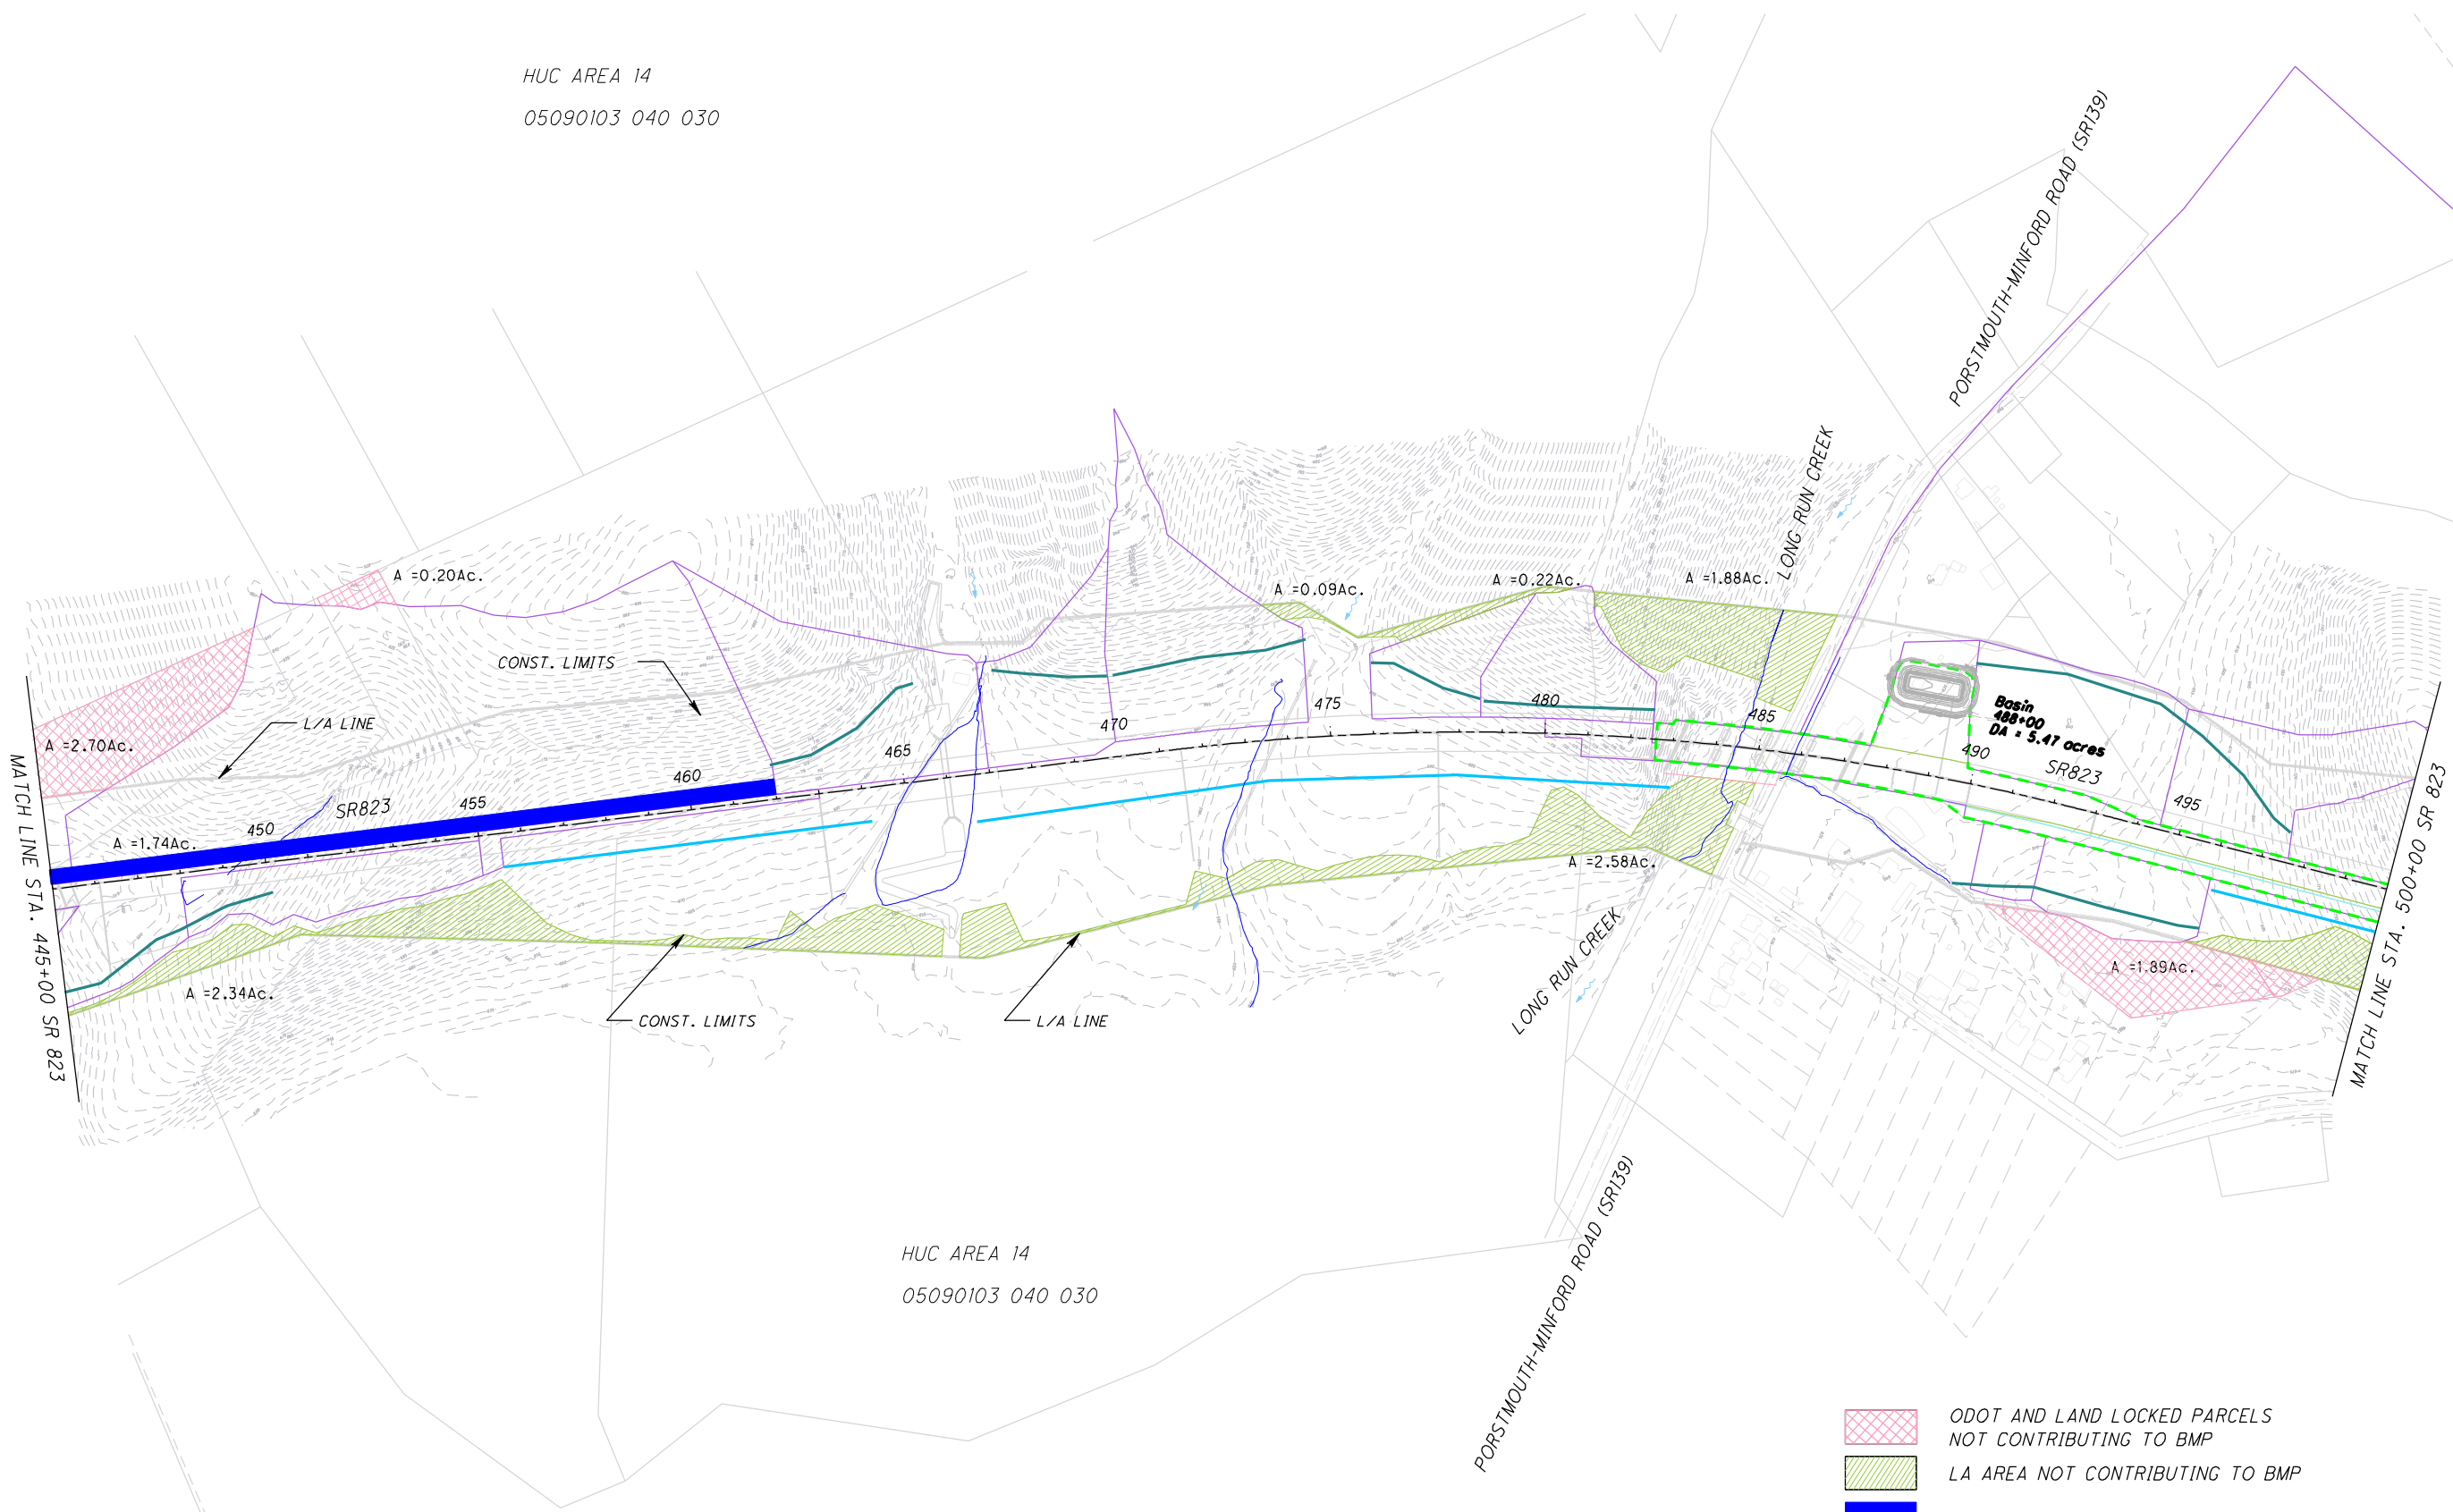 HUC AREA 14
05090103 040 030
PORSTMOUTH-MINFORD ROAD (SR139)
LONG RUN CREEK
A =0.20Ac.
A =0.09Ac.
A =0.22Ac.
A =1.88Ac.
CONST. LIMITS
L/A LINE
A =2.70Ac.
MATCH LINE STA. 445+00 SR 823
A =1.74Ac.
450
SR823
455
460
465
470
475
480
485
Basin
488+00
DA = 5.47 acres
490
SR823
495
MATCH LINE STA. 500+00 SR 823
A =2.58Ac.
A =2.34Ac.
A =1.89Ac.
CONST. LIMITS
L/A LINE
LONG RUN CREEK
HUC AREA 14
05090103 040 030
PORSTMOUTH-MINFORD ROAD (SR139)
ODOT AND LAND LOCKED PARCELS
NOT CONTRIBUTING TO BMP
LA AREA NOT CONTRIBUTING TO BMP